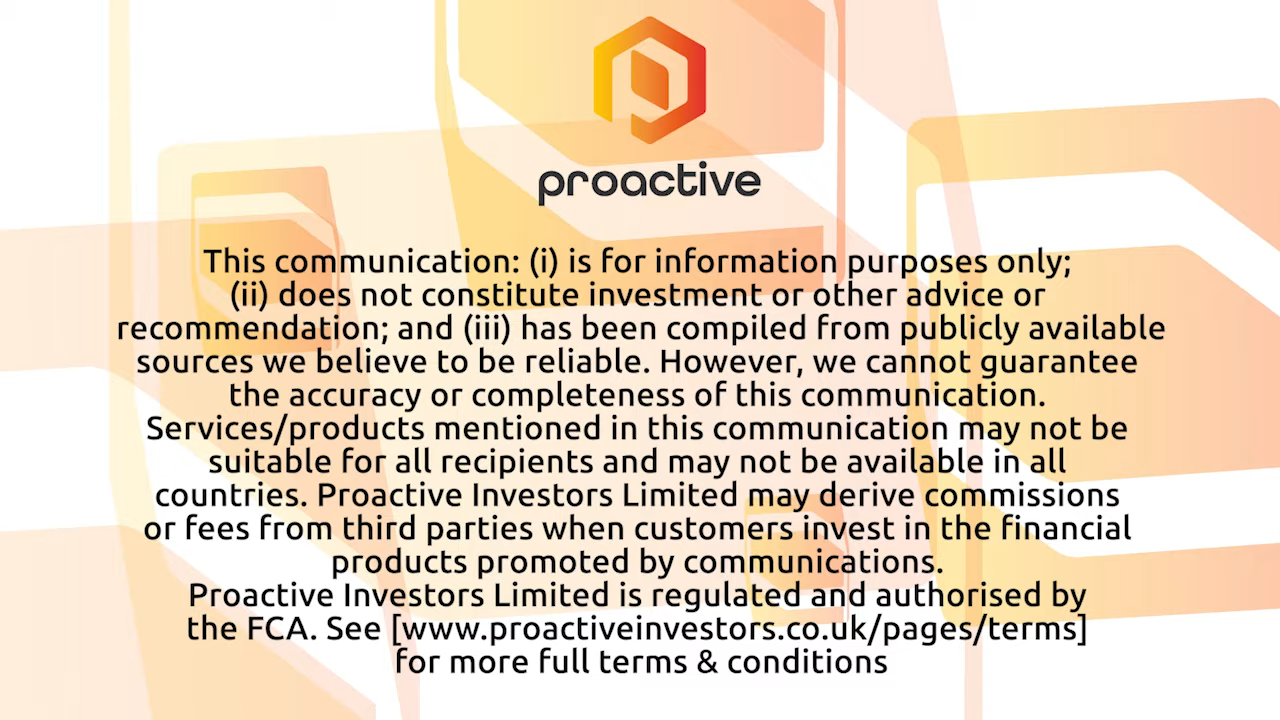 proactive
This communication: (i) is for information purposes only;
(ii) does not constitute investment or other advice or
recommendation; and (iii) has been compiled from publicly available
sources we believe to be reliable. However, we cannot guarantee
the accuracy or completeness of this communication.
Services/products mentioned in this communication may not be
suitable for all recipients and may not be available in all
countries. Proactive Investors Limited may derive commissions
or fees from third parties when customers invest in the financial
products promoted by communications.
Proactive Investors Limited is regulated and authorised by
the FCA. See [www.proactiveinvestors.co.uk/pages/terms]
for more full terms & conditions